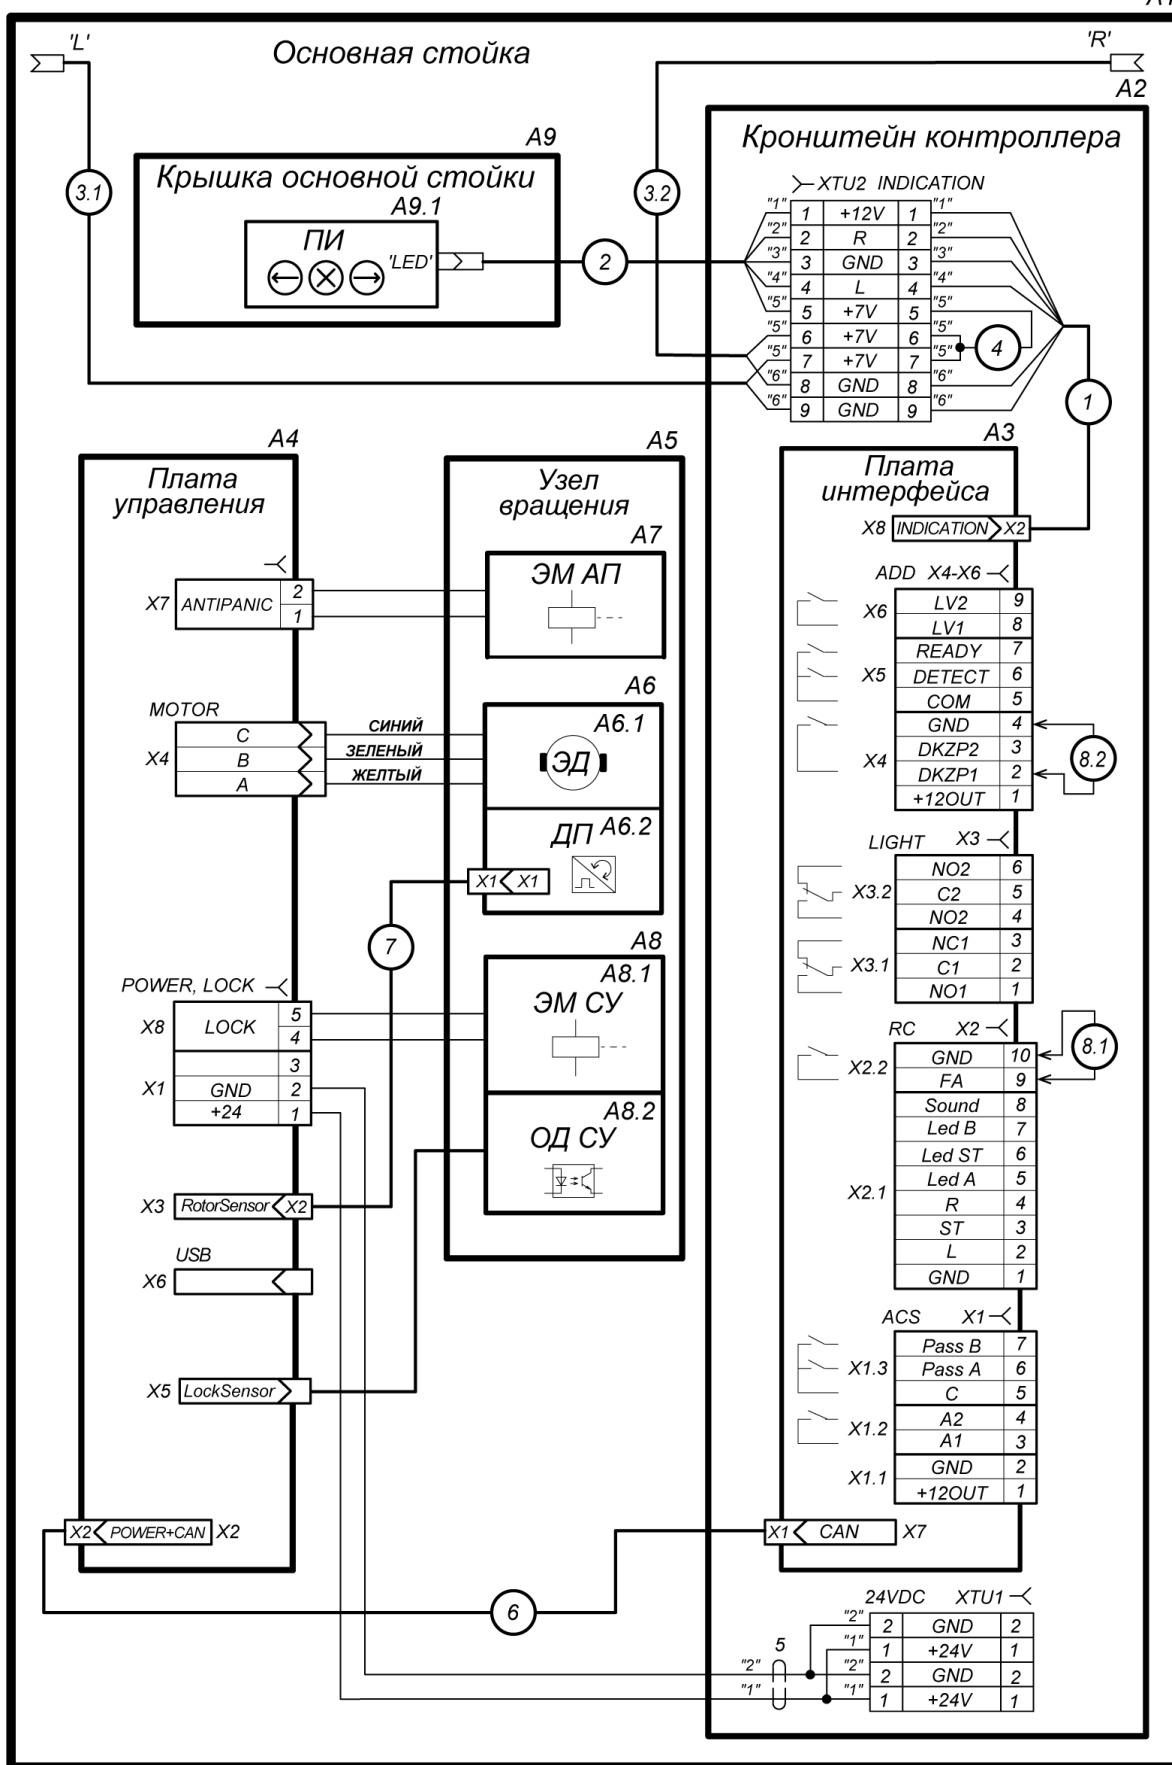 'L'
Основная стойка
'R'
A2
A9
Кронштейн контроллера
Крышка основной стойки
3.1
3.2
XTU2 INDICATION
A9.1
ПИ
'LED'
2
"1" 1 +12V 1 "1"
"2" 2 R 2 "2"
"3" 3 GND 3 "3"
"4" 4 L 4 "4"
"5" 5 +7V 5 "5"
"5" 6 +7V 6 "5"
"5" 7 +7V 7 "5"
"6" 8 GND 8 "6"
"6" 9 GND 9 "6"
4
1
A4
Плата
управления
X7 ANTIPANIC 2
1
MOTOR
X4
C
B
A
СИНИЙ
ЗЕЛЕНЫЙ
ЖЕЛТЫЙ
A5
Узел
вращения
A7
ЭМ АП
A6
A6.1
ЭД
A6.2
ДП
X1 X1
7
A8
A8.1
ЭМ СУ
A8.2
ОД СУ
POWER, LOCK
X8 LOCK 5
4
3
X1 GND 2
+24 1
X3 RotorSensor X2
USB
X6
X5 LockSensor
X2 POWER+CAN X2
6
A3
Плата
интерфейса
X8 INDICATION X2
ADD X4-X6
X6 LV2 9
LV1 8
READY 7
X5 DETECT 6
COM 5
GND 4
X4 DKZP2 3
DKZP1 2
+12OUT 1
8.2
LIGHT X3
NO2 6
X3.2 C2 5
NO2 4
NC1 3
X3.1 C1 2
NO1 1
RC X2
X2.2 GND 10
FA 9
8.1
Sound 8
Led B 7
Led ST 6
X2.1 Led A 5
R 4
ST 3
L 2
GND 1
ACS X1
Pass B 7
X1.3 Pass A 6
C 5
X1.2 A2 4
A1 3
X1.1 GND 2
+12OUT 1
X1 CAN X7
24VDC XTU1
"2" 2 GND 2
"1" 1 +24V 1
5
"2" "2" 2 GND 2
"1" "1" 1 +24V 1